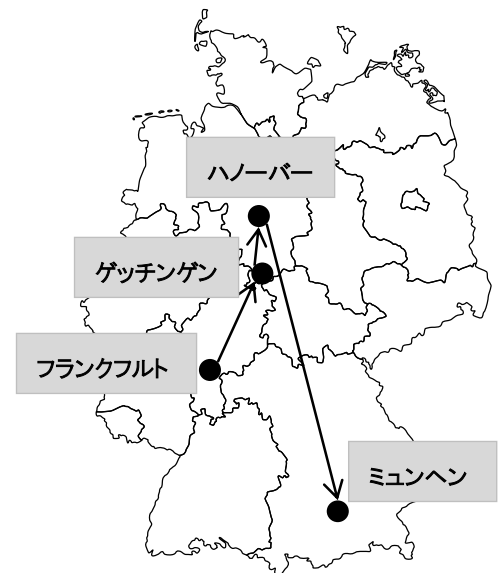 ハノーバー
ゲッチンゲン
フランクフルト
ミュンヘン